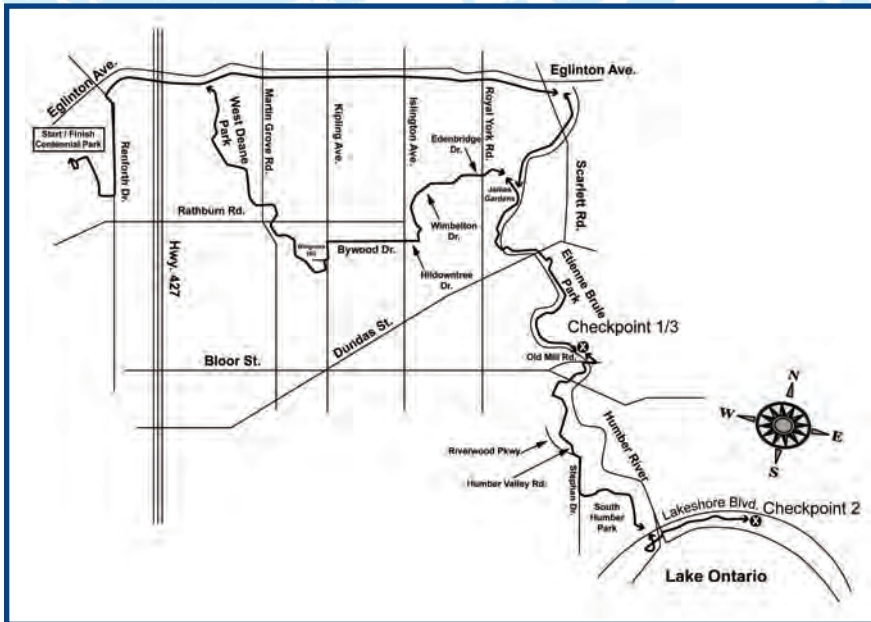 Eglinton Ave.
Eglinton Ave.
Start / Finish
Centennial Park
Renforth Dr.
Hwy. 427
West Deane
Park
Martin Grove Rd.
Kipling Ave.
Islington Ave.
Royal York Rd.
Edenbridge
Dr.
James
Gardens
Scarlett Rd.
Rathburn Rd.
Wimbelton
Dr.
Bywood Dr.
Hildowntree
Dr.
Etienne Brule
Park
Checkpoint 1/3
X
Old Mill Rd.
Dundas St.
Bloor St.
Riverwood Pkwy.
Humber Valley Rd.
Stephan Dr.
Humber River
South
Humber
Park
Lakeshore Blvd.
X
Checkpoint 2
Lake Ontario
N
W
E
S